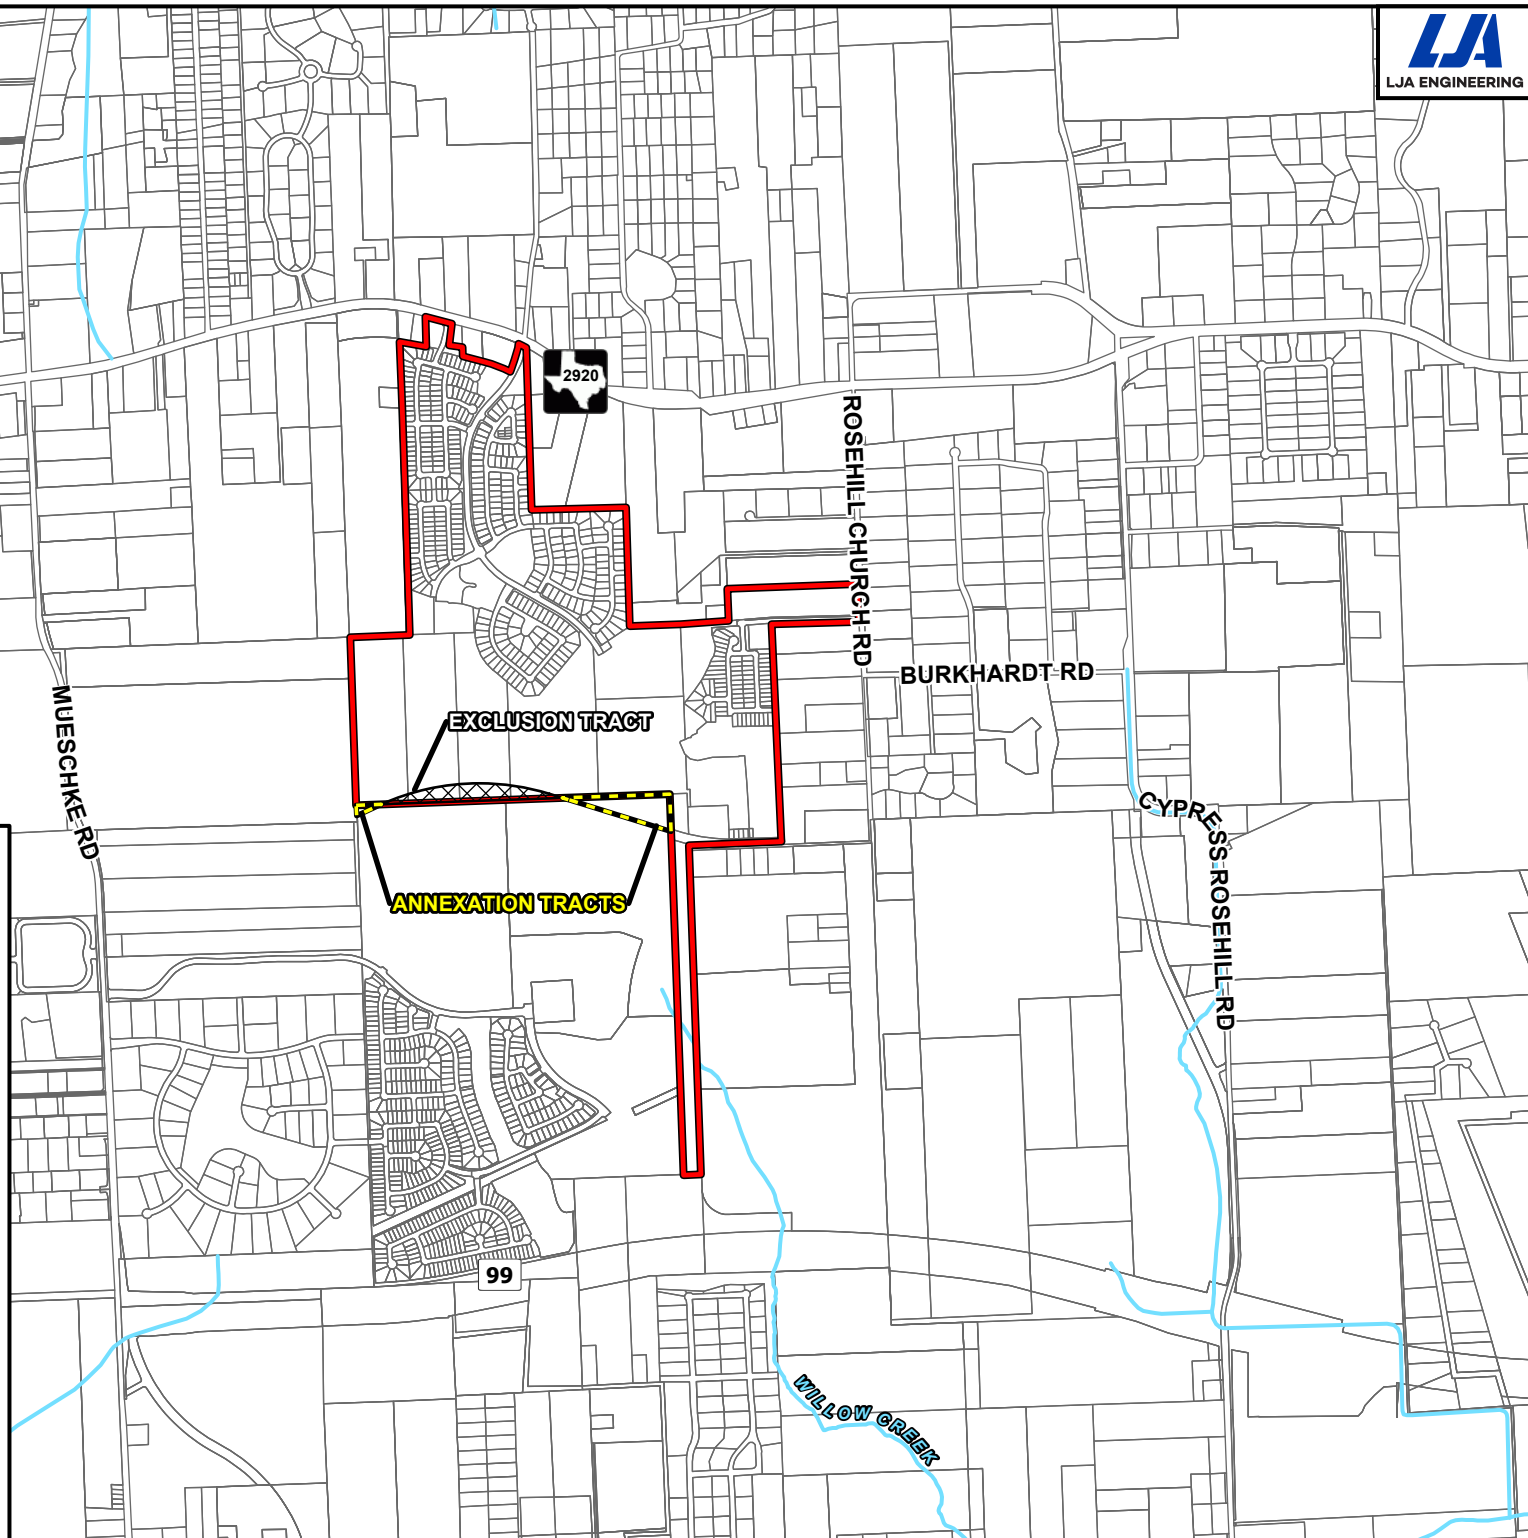 LJA
LJA ENGINEERING
2920
ROSEHILL CHURCH RD
BURKHARDT RD
MUESCHKE RD
EXCLUSION TRACT
CYPRESS ROSEHILL RD
ANNEXATION TRACTS
99
WILLOW CREEK